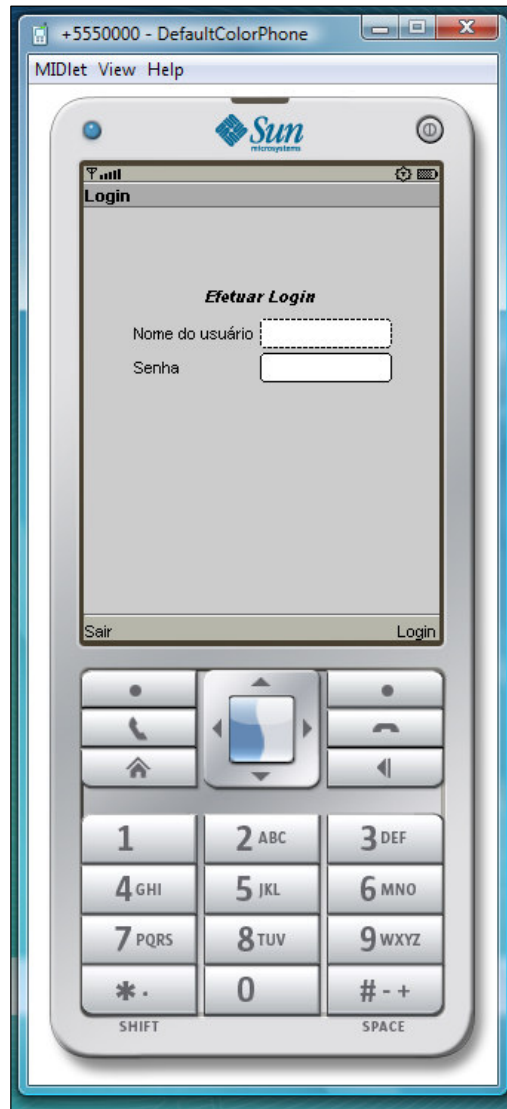 +5550000 - DefaultColorPhone
MIDlet View Help
Sun
microsystems
Login
Efetuar Login
Nome do usuário
Senha
Sair Login
1 2 ABC 3 DEF
4 GHI 5 JKL 6 MNO
7 PQRS 8 TUV 9 WXYZ
* . 0 # - +
SHIFT SPACE